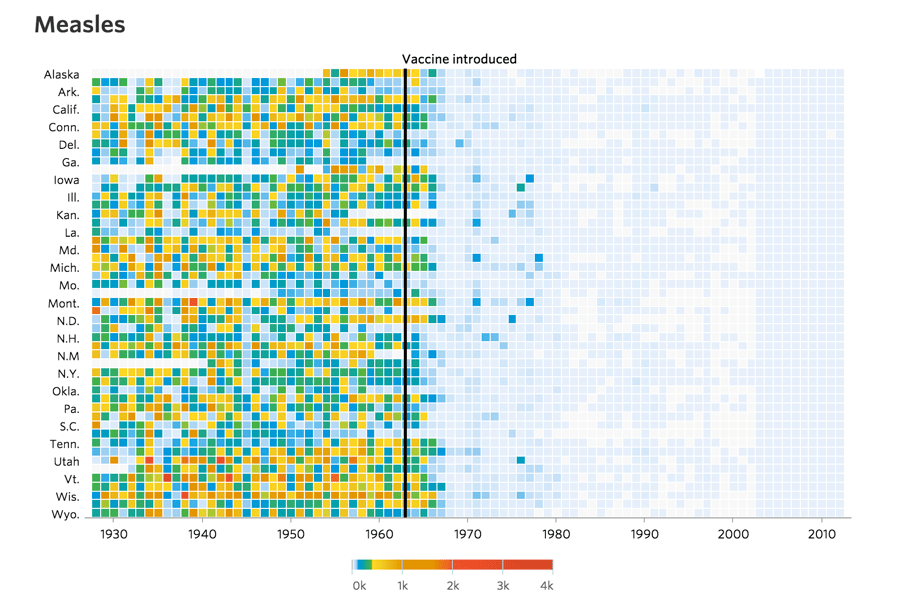 Measles
Vaccine introduced
Alaska
Ark.
Calif.
Conn.
Del.
Ga.
Iowa
Ill.
Kan.
La.
Md.
Mich.
Mo.
Mont.
N.D.
N.H.
N.M
N.Y.
Okla.
Pa.
S.C.
Tenn.
Utah
Vt.
Wis.
Wyo.
1930 1940 1950 1960 1970 1980 1990 2000 2010
0k 1k 2k 3k 4k